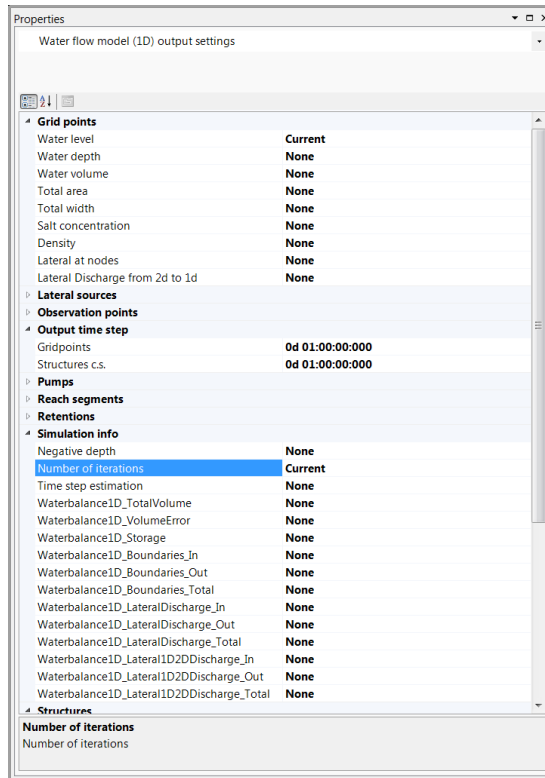 Properties
Water flow model (1D) output settings
Grid points
Water level Current
Water depth None
Water volume None
Total area None
Total width None
Salt concentration None
Density None
Lateral at nodes None
Lateral Discharge from 2d to 1d None
Lateral sources
Observation points
Output time step
Gridpoints 0d 01:00:00:000
Structures c.s. 0d 01:00:00:000
Pumps
Reach segments
Retentions
Simulation info
Negative depth None
Number of iterations Current
Time step estimation None
Waterbalance1D_TotalVolume None
Waterbalance1D_VolumeError None
Waterbalance1D_Storage None
Waterbalance1D_Boundaries_In None
Waterbalance1D_Boundaries_Out None
Waterbalance1D_Boundaries_Total None
Waterbalance1D_LateralDischarge_In None
Waterbalance1D_LateralDischarge_Out None
Waterbalance1D_LateralDischarge_Total None
Waterbalance1D_Lateral1D2DDischarge_In None
Waterbalance1D_Lateral1D2DDischarge_Out None
Waterbalance1D_Lateral1D2DDischarge_Total None
Structures
Number of iterations
Number of iterations